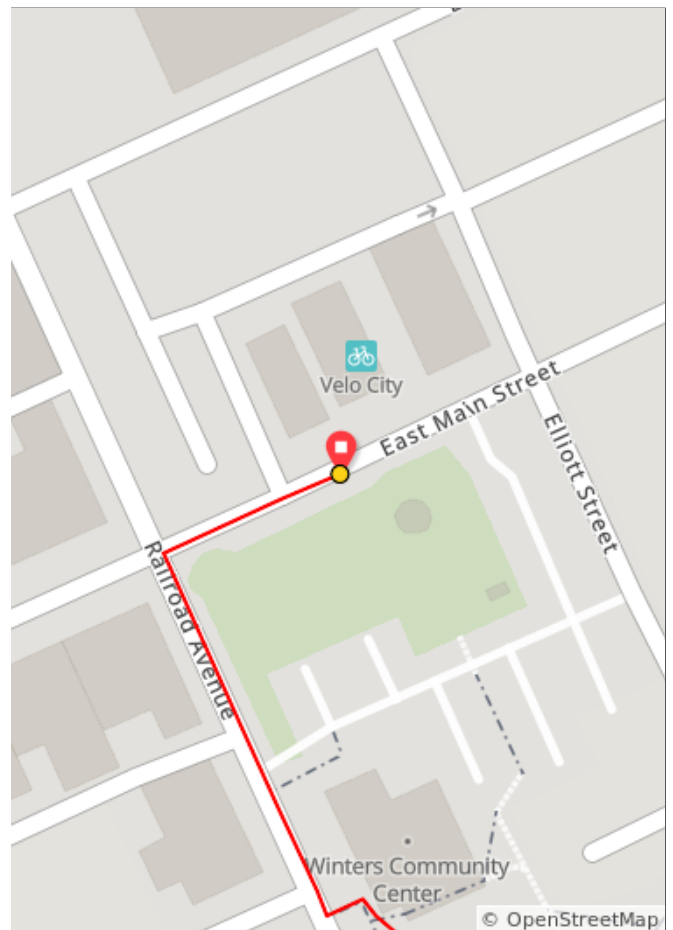 Velo City
East Main Street
Elliott Street
Railroad Avenue
Winters Community
Center
© OpenStreetMap